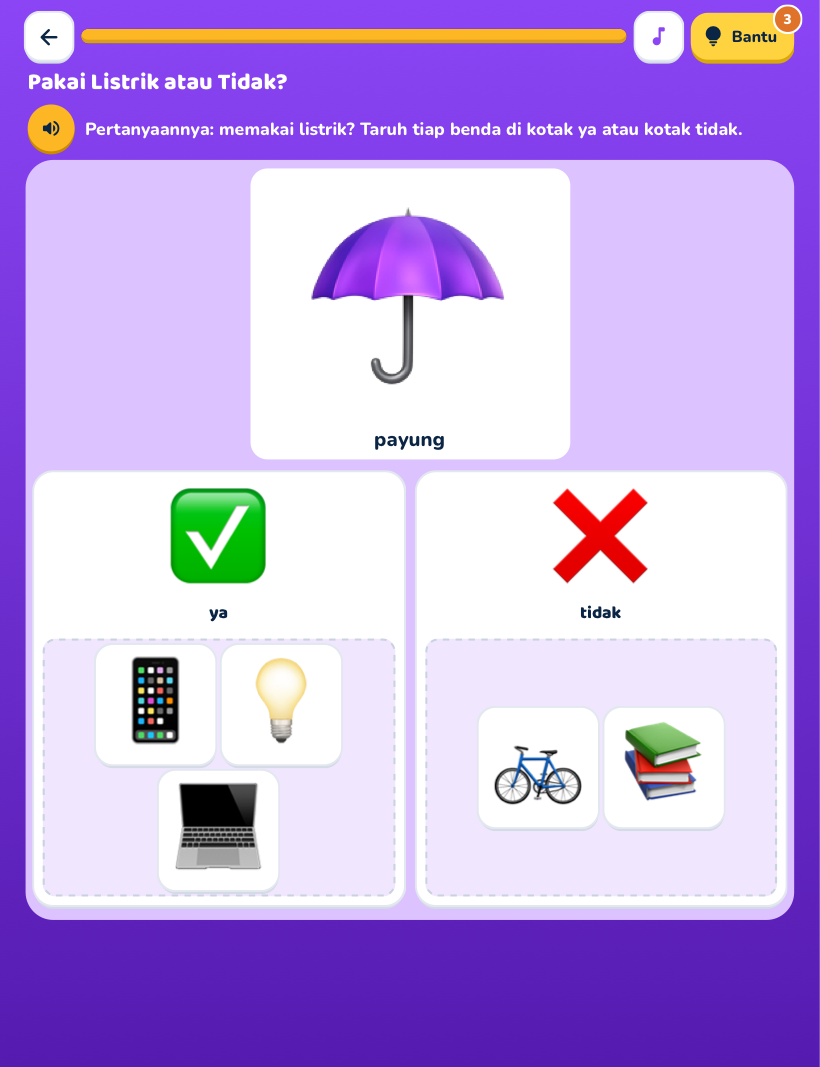 3
Bantu
Pakai Listrik atau Tidak?
Pertanyaannya: memakai listrik? Taruh tiap benda di kotak ya atau kotak tidak.
payung
ya
tidak